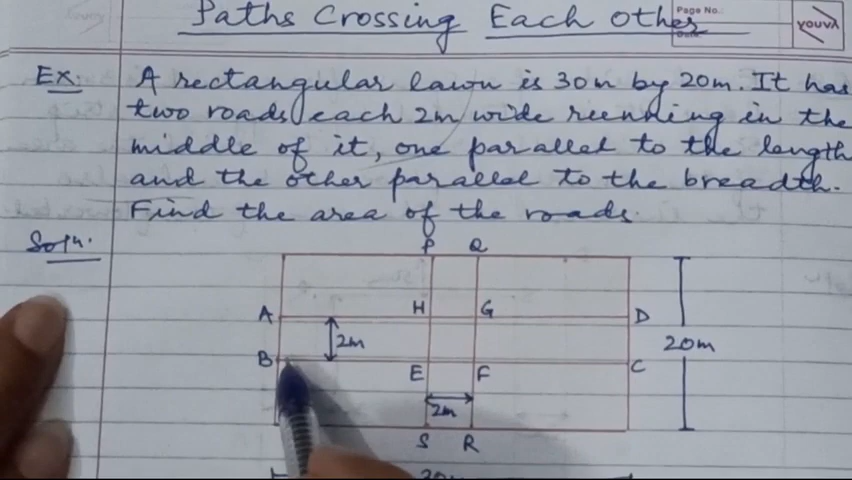 Paths Crossing Each Other
Page No.
YOUVA
Ex. A rectangular lawn is 30m by 20m. It has
two roads each 2m wide running in the
middle of it, one parallel to the length
and the other parallel to the breadth.
Find the area of the roads.
Soln.
P Q
A H G D
2m 20m
B E F C
2m
S R
30m